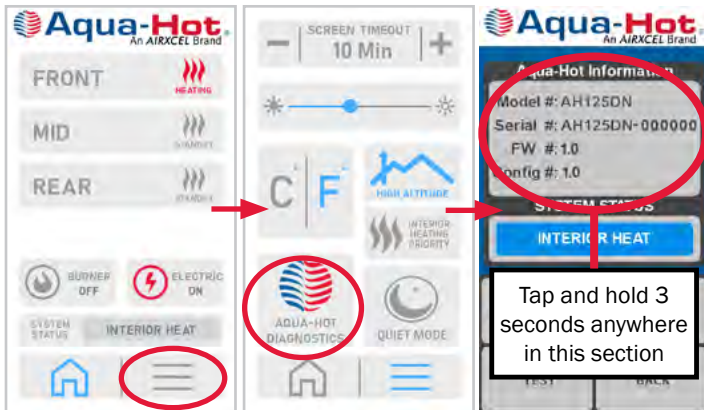 Aqua-Hot
An AIRXCEL Brand
FRONT
HEATING
MID
STANDBY
REAR
STANDBY
BURNER
OFF
ELECTRIC
ON
SYSTEM
STATUS
INTERIOR HEAT
SCREEN TIMEOUT
10 Min
C
F
HIGH ALTITUDE
INTERIOR
HEATING
PRIORITY
AQUA-HOT
DIAGNOSTICS
QUIET MODE
Aqua-Hot
An AIRXCEL Brand
Aqua-Hot Information
Model #: AH125DN
Serial #: AH125DN-000000
FW #: 1.0
Config #: 1.0
SYSTEM STATUS
INTERIOR HEAT
Tap and hold 3
seconds anywhere
in this section
TEST
BACK